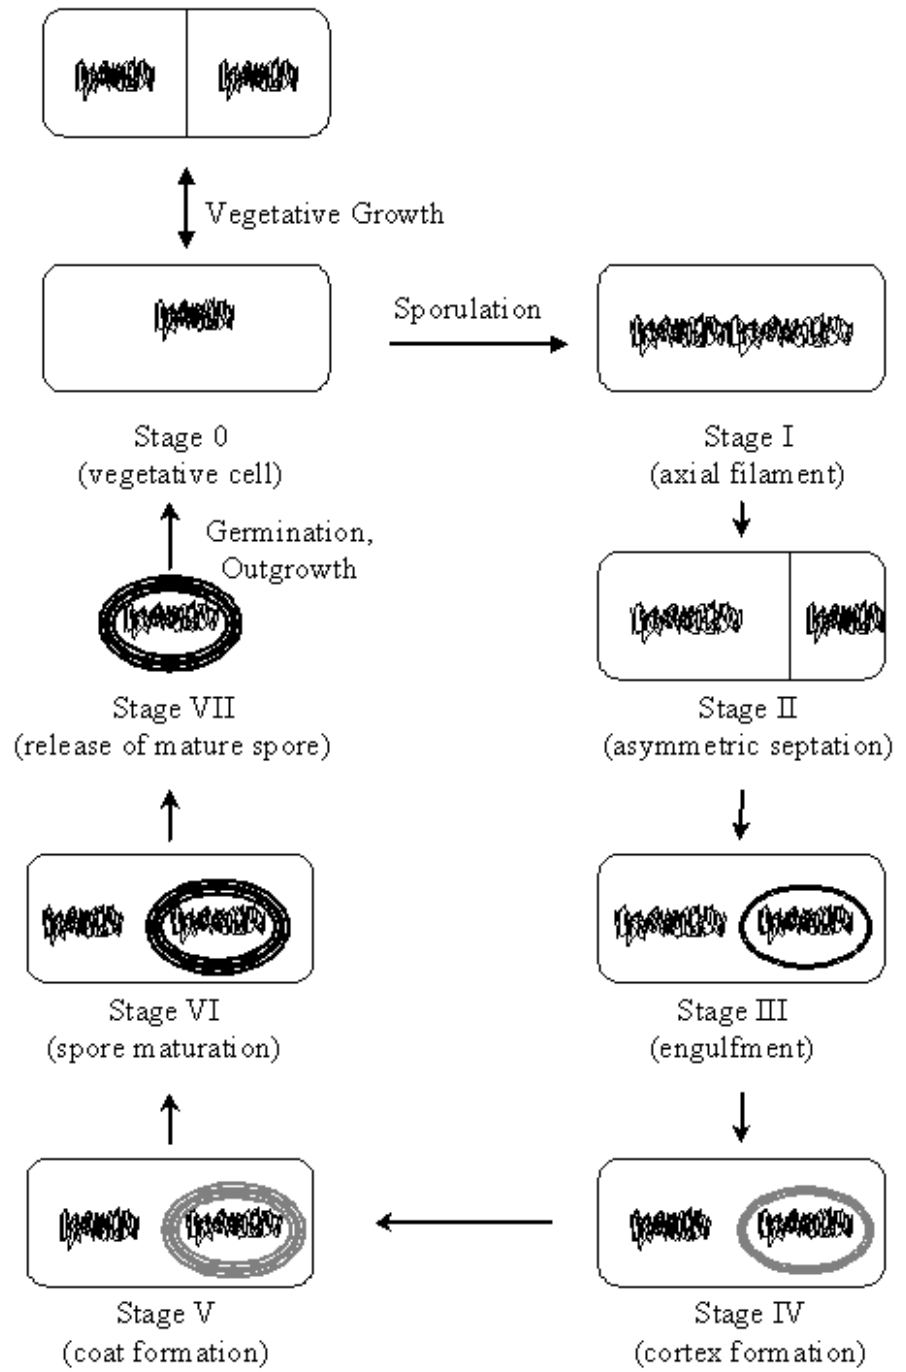 Vegetative Growth
Sporulation
Stage 0
(vegetative cell)
Stage I
(axial filament)
Germination,
Outgrowth
Stage VII
(release of mature spore)
Stage II
(asymmetric septation)
Stage VI
(spore maturation)
Stage III
(engulfment)
Stage V
(coat formation)
Stage IV
(cortex formation)